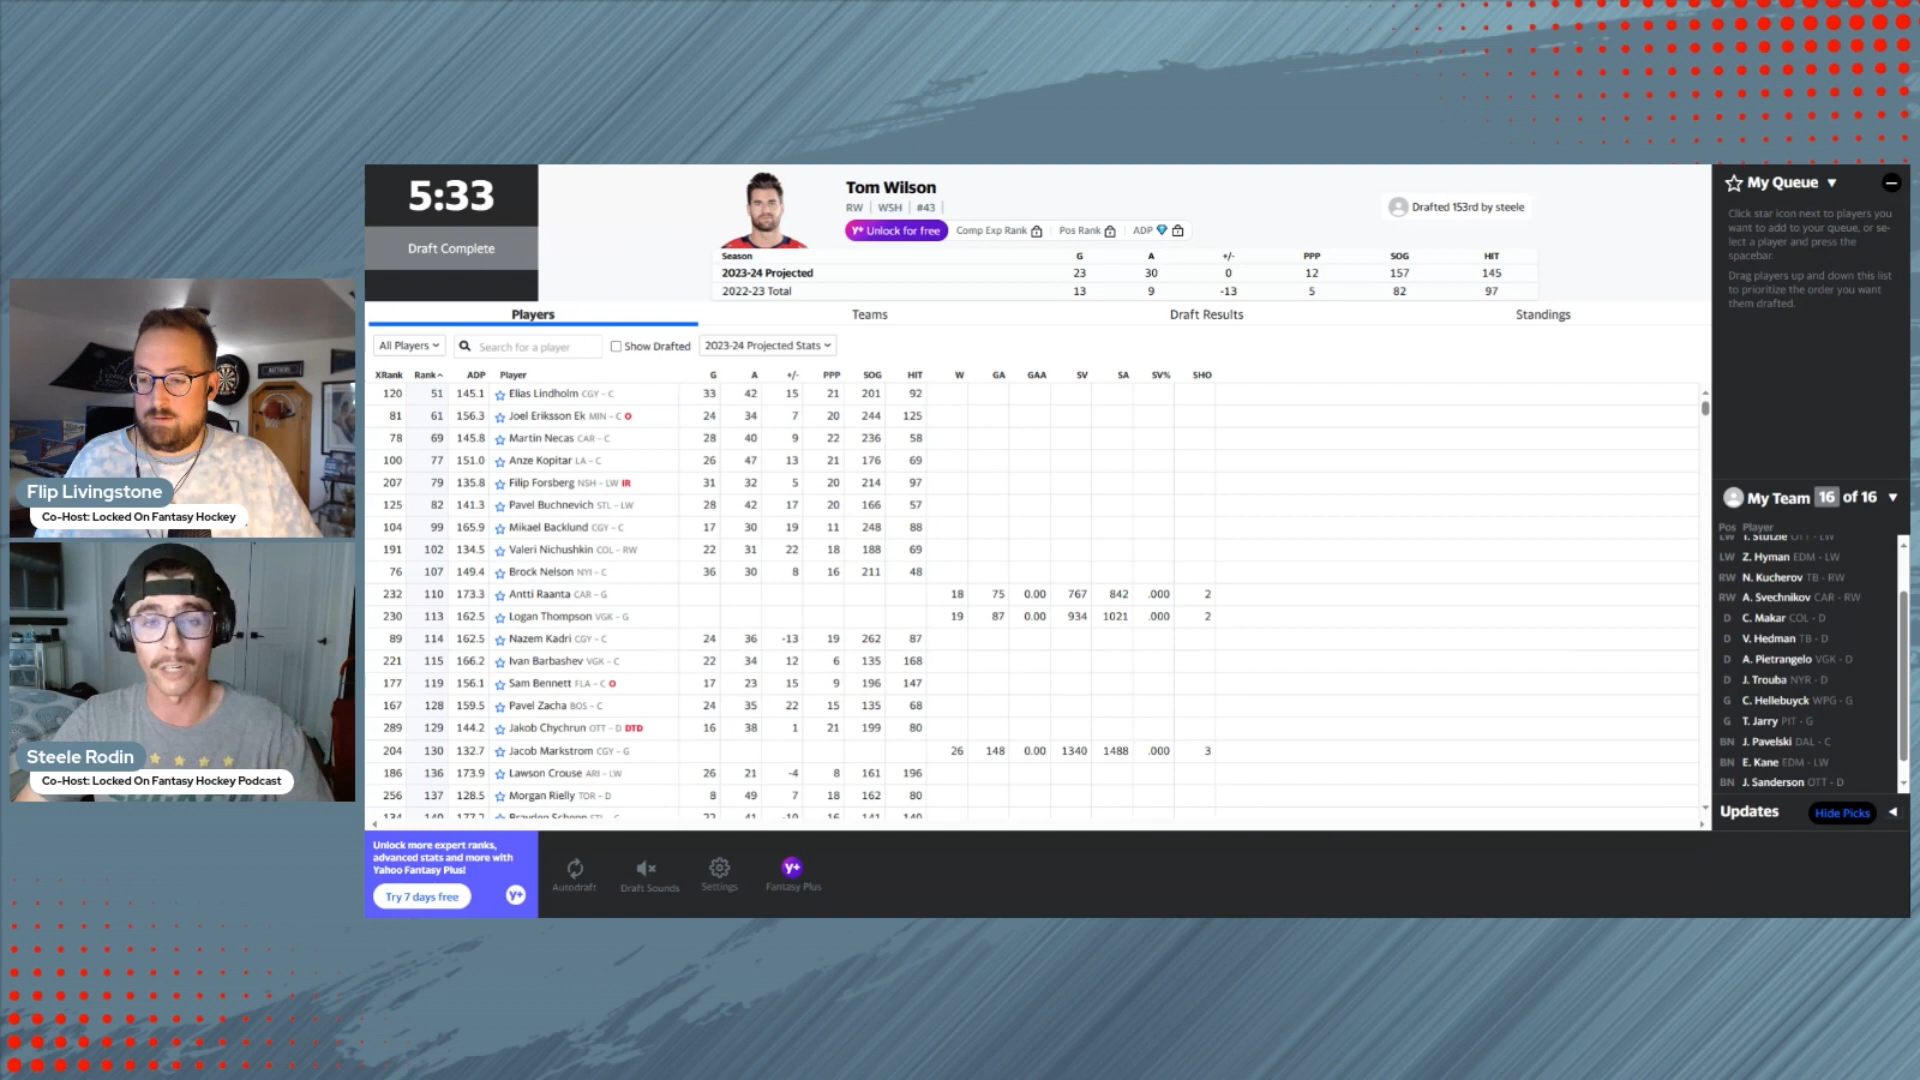 5:33
Draft Complete
Tom Wilson
RW | WSH | #43
Y+ Unlock for free Comp Exp Rank Pos Rank ADP
Drafted 153rd by steele
Season G A +/- PPP SOG HIT
2023-24 Projected 23 30 0 12 157 145
2022-23 Total 13 9 -13 5 82 97
Players Teams Draft Results Standings
All Players Search for a player Show Drafted 2023-24 Projected Stats
XRank Rank ADP Player G A +/- PPP SOG HIT W GA GAA SV SA SV% SHO
120 51 145.1 Elias Lindholm CGY - C 33 42 15 21 201 92
81 61 156.3 Joel Eriksson Ek MIN - C O 24 34 7 20 244 125
78 69 145.8 Martin Necas CAR - C 28 40 9 22 236 58
100 77 151.0 Anze Kopitar LA - C 26 47 13 21 176 69
207 79 135.8 Filip Forsberg NSH - LW IR 31 32 5 20 214 97
125 82 141.3 Pavel Buchnevich STL - LW 28 42 17 20 166 57
104 99 165.9 Mikael Backlund CGY - C 17 30 19 11 248 88
191 102 134.5 Valeri Nichushkin COL - RW 22 31 22 18 188 69
76 107 149.4 Brock Nelson NYI - C 36 30 8 16 211 48
232 110 173.3 Antti Raanta CAR - G 18 75 0.00 767 842 .000 2
230 113 162.5 Logan Thompson VGK - G 19 87 0.00 934 1021 .000 2
89 114 162.5 Nazem Kadri CGY - C 24 36 -13 19 262 87
221 115 166.2 Ivan Barbashev VGK - C 22 34 12 6 135 168
177 119 156.1 Sam Bennett FLA - C O 17 23 15 9 196 147
167 128 159.5 Pavel Zacha BOS - C 24 35 22 15 135 68
289 129 144.2 Jakob Chychrun OTT - D DTD 16 38 1 21 199 80
204 130 132.7 Jacob Markstrom CGY - G 26 148 0.00 1340 1488 .000 3
186 136 173.9 Lawson Crouse ARI - LW 26 21 -4 8 161 196
256 137 128.5 Morgan Rielly TOR - D 8 49 7 18 162 80
134 140 177.2 Brayden Schenn STL - C 22 41 -10 16 141 140
My Queue
Click star icon next to players you
want to add to your queue, or se-
lect a player and press the
spacebar.
Drag players up and down this list
to prioritize the order you want
them drafted.
My Team 16 of 16
Pos Player
LW T. Stützle OTT - LW
LW Z. Hyman EDM - LW
RW N. Kucherov TB - RW
RW A. Svechnikov CAR - RW
D C. Makar COL - D
D V. Hedman TB - D
D A. Pietrangelo VGK - D
D J. Trouba NYR - D
G C. Hellebuyck WPG - G
G T. Jarry PIT - G
BN J. Pavelski DAL - C
BN E. Kane EDM - LW
BN J. Sanderson OTT - D
Updates Hide Picks
Unlock more expert ranks,
advanced stats and more with
Yahoo Fantasy Plus!
Try 7 days free y+
Autodraft Draft Sounds Settings Fantasy Plus
Flip Livingstone
Co-Host: Locked On Fantasy Hockey
Steele Rodin
Co-Host: Locked On Fantasy Hockey Podcast